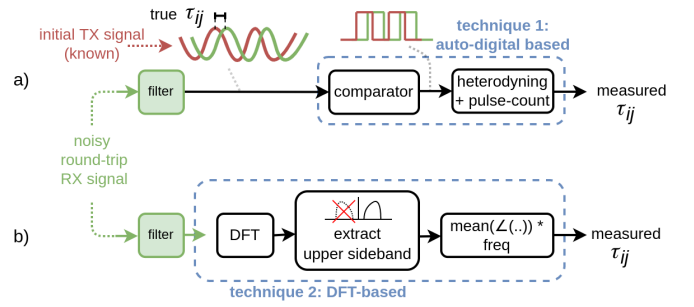 true τij
technique 1:
auto-digital based
initial TX signal
(known)
a)
filter
comparator
heterodyning
+ pulse-count
measured
τij
noisy
round-trip
RX signal
b)
filter
DFT
extract
upper sideband
mean(∠(..)) *
freq
measured
τij
technique 2: DFT-based